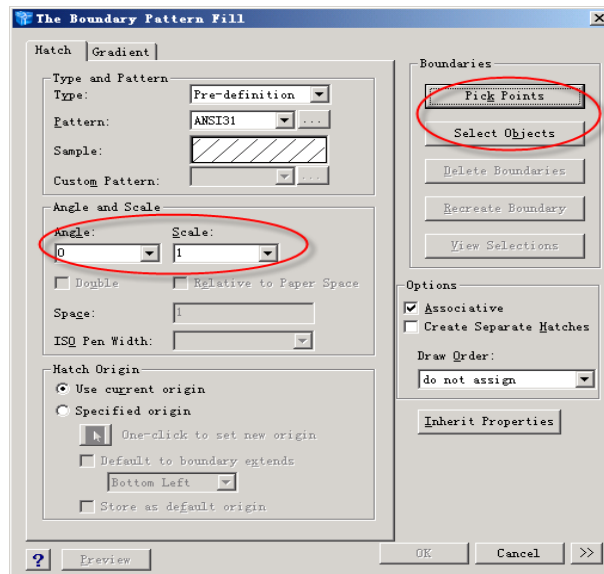 The Boundary Pattern Fill
Hatch Gradient
Type and Pattern
Type: Pre-definition
Pattern: ANSI31 ...
Sample:
Custom Pattern: ...
Angle and Scale
Angle: Scale:
0 1
Double Relative to Paper Space
Space: 1
ISO Pen Width:
Hatch Origin
Use current origin
Specified origin
One-click to set new origin
Default to boundary extends
Bottom Left
Store as default origin
Boundaries
Pick Points
Select Objects
Delete Boundaries
Recreate Boundary
View Selections
Options
Associative
Create Separate Hatches
Draw Order:
do not assign
Inherit Properties
? Preview OK Cancel >>